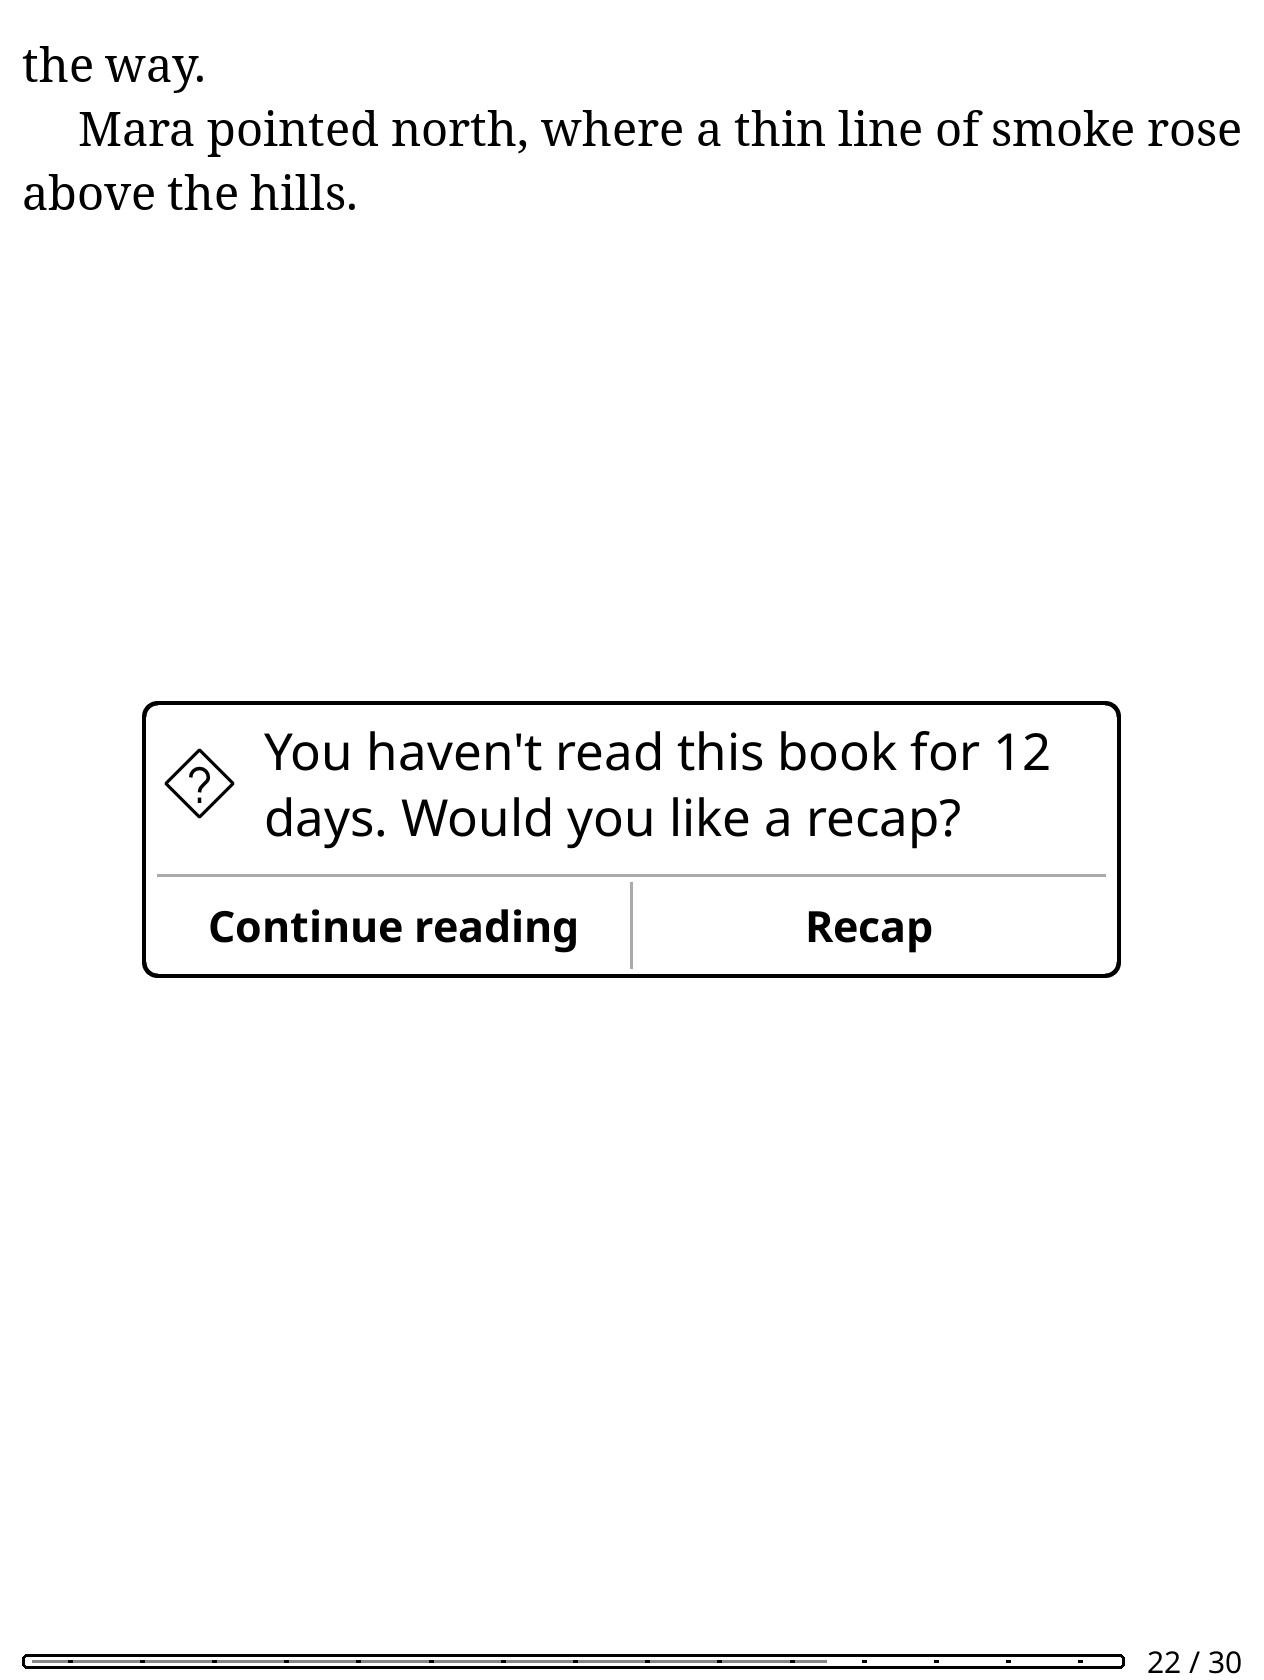 the way.
Mara pointed north, where a thin line of smoke rose
above the hills.
You haven't read this book for 12
days. Would you like a recap?
Continue reading
Recap
22 / 30